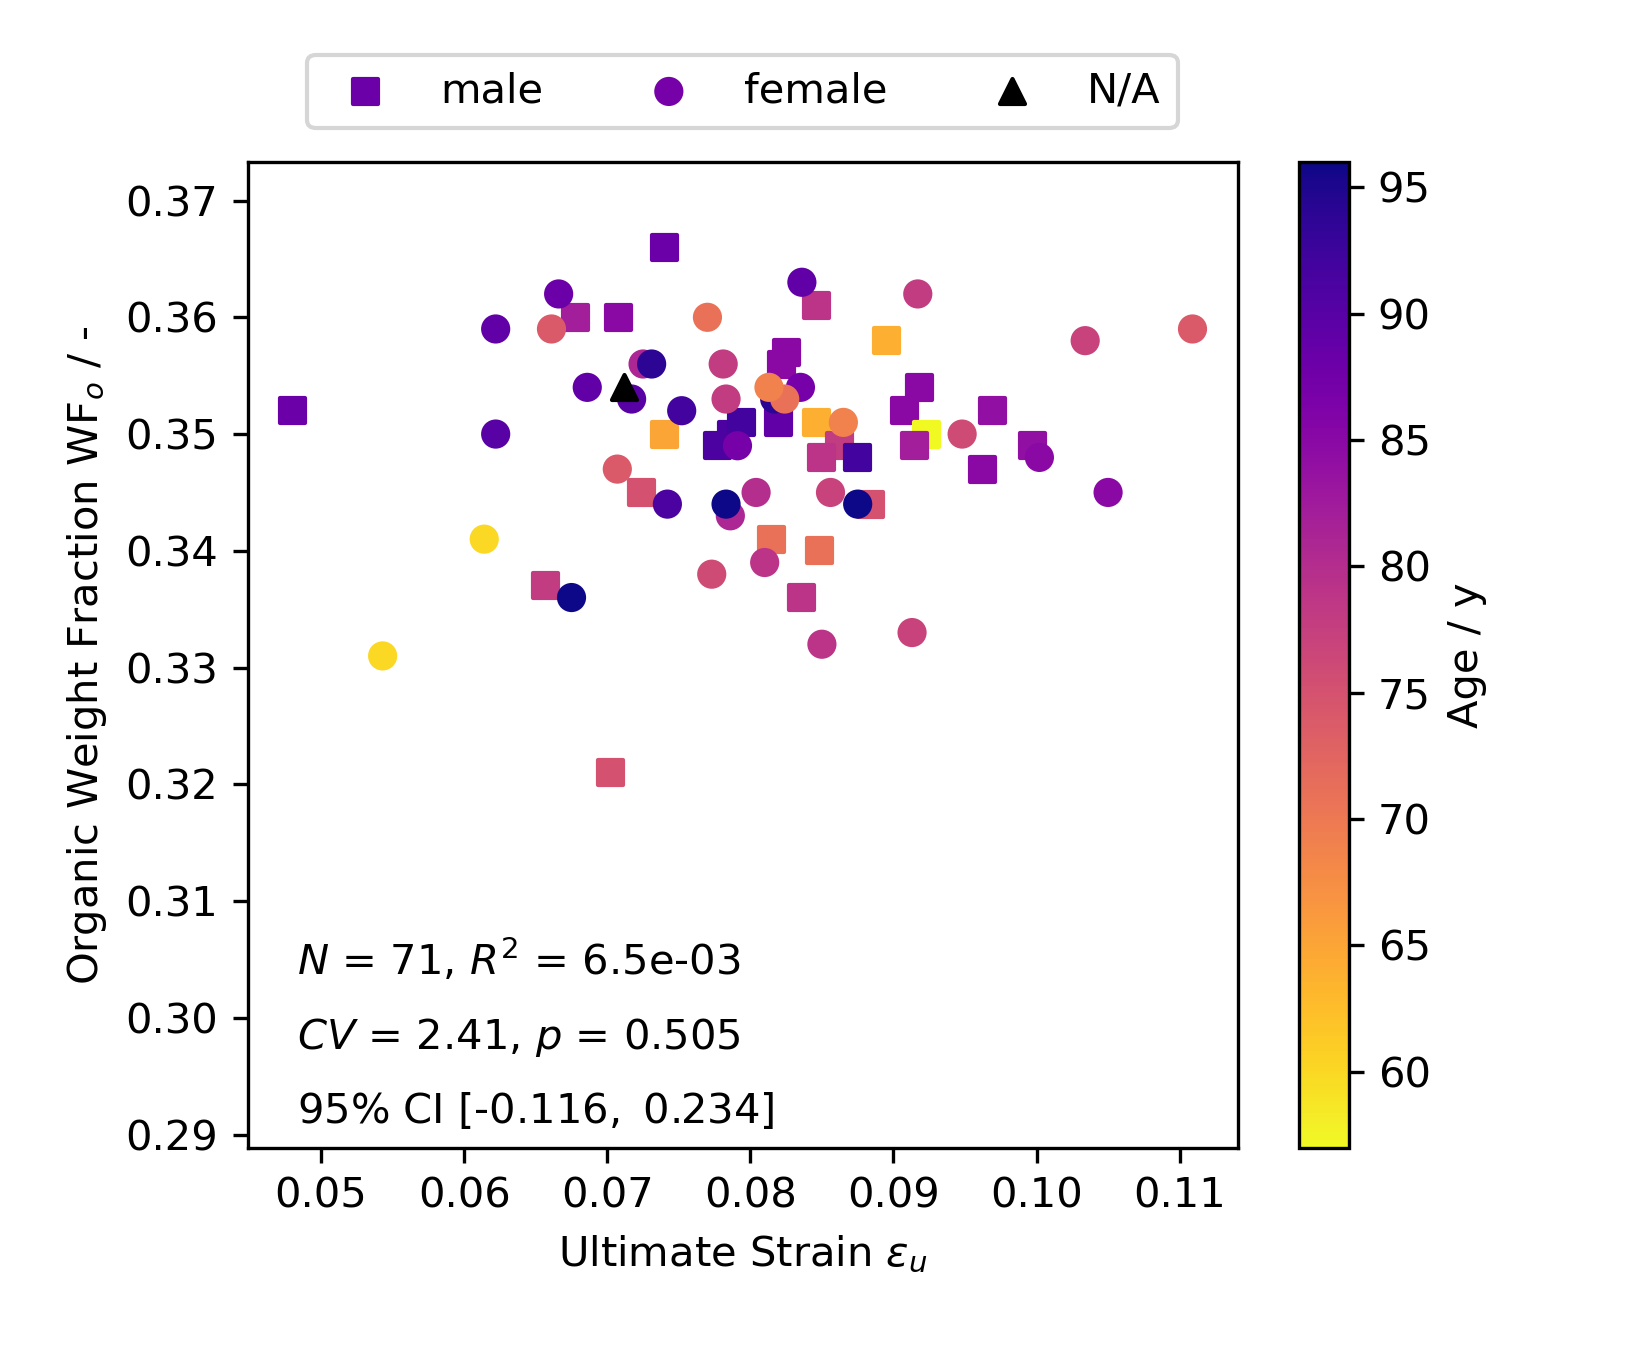 male female N/A
0.37
0.36
0.35
0.34
0.33
0.32
0.31
0.30
0.29
Organic Weight Fraction WFₒ / -
N = 71, R² = 6.5e-03
CV = 2.41, p = 0.505
95% CI [-0.116, 0.234]
0.05 0.06 0.07 0.08 0.09 0.10 0.11
Ultimate Strain εᵤ
95
90
85
80
75
70
65
60
Age / y